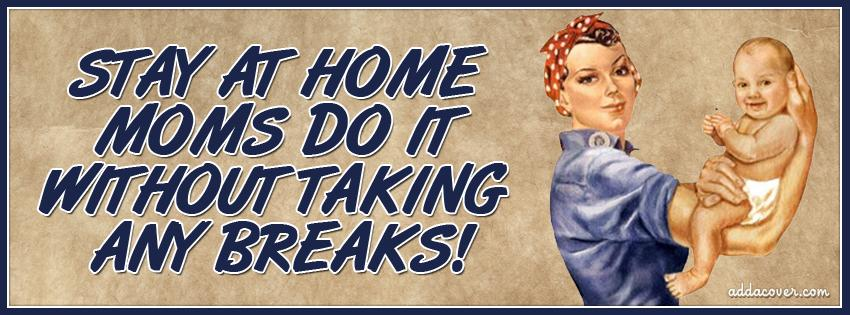 STAY AT HOME
MOMS DO IT
WITHOUT TAKING
ANY BREAKS!
addacover.com